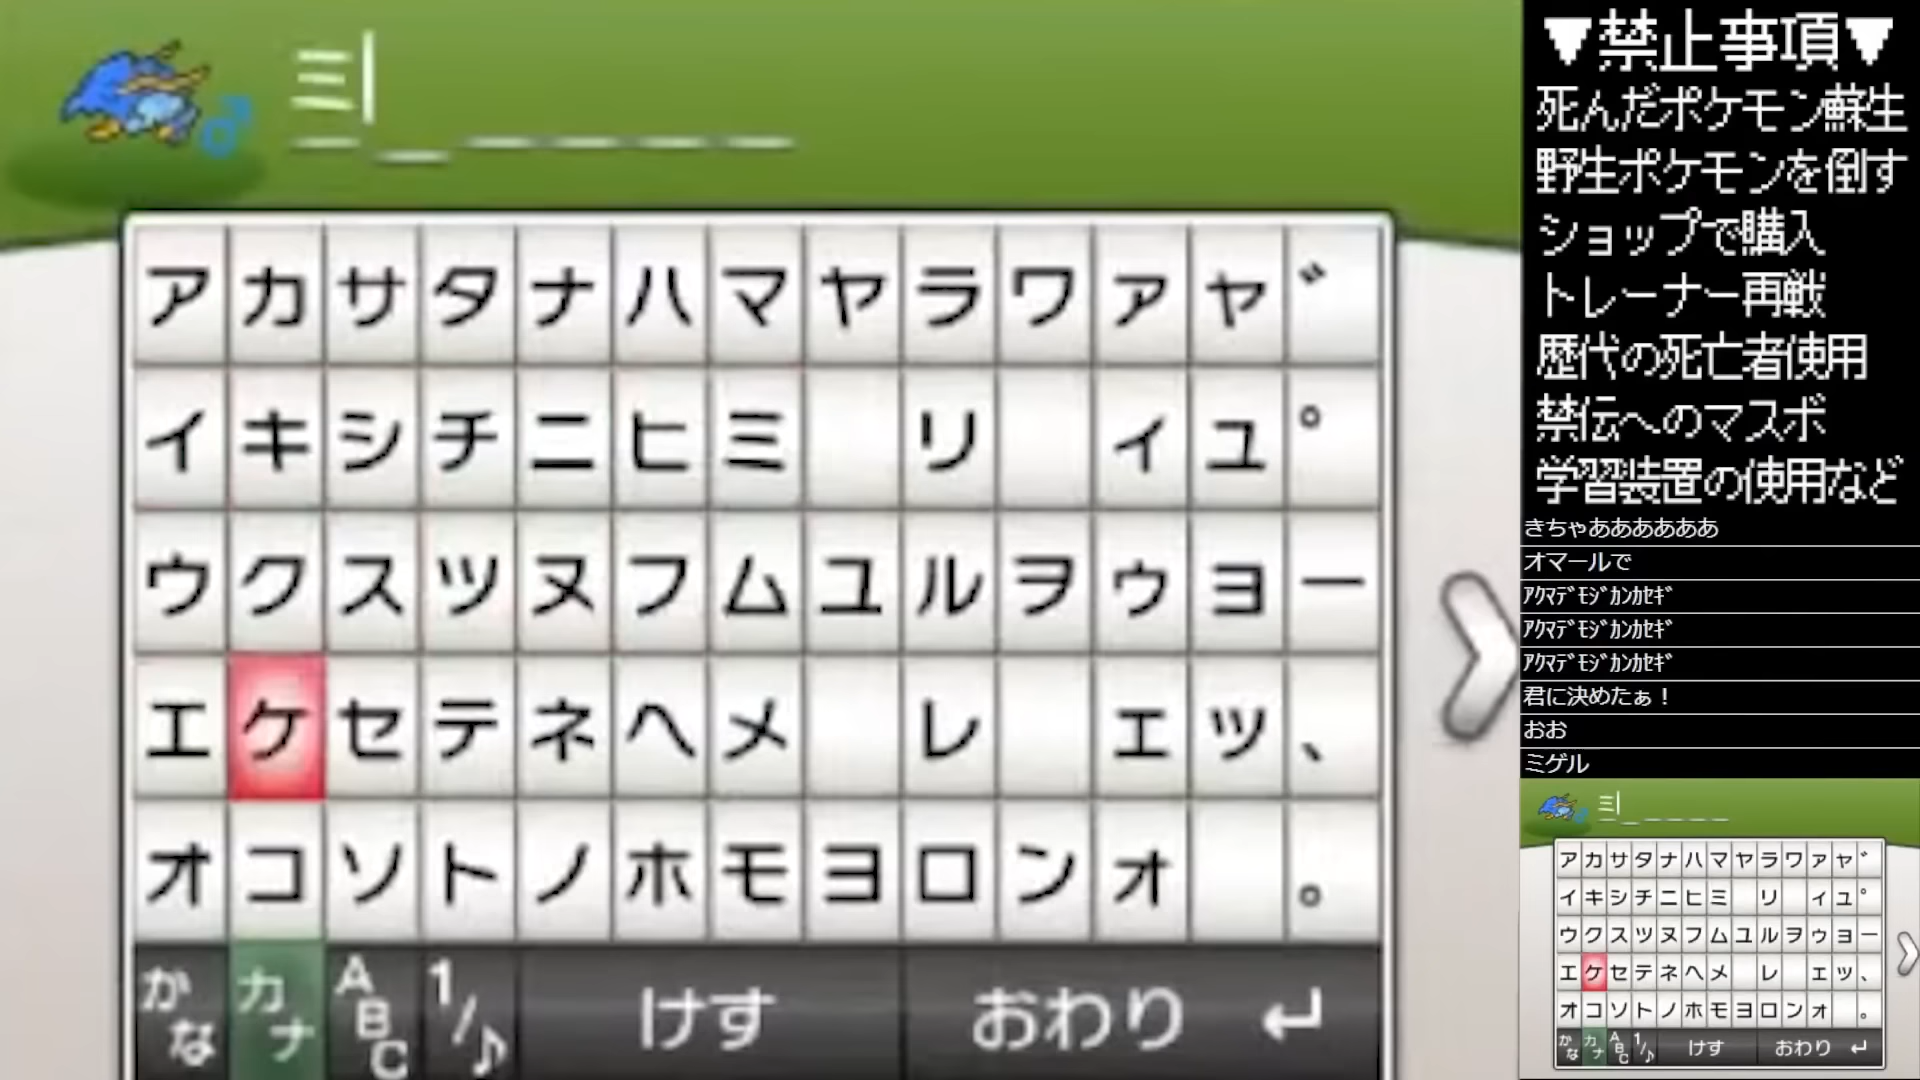 ミ
アカサタナハマヤラワァャ゛
イキシチニヒミ リ ィュ゜
ウクスツヌフムユルヲゥョー
エケセテネヘメ レ ェッ、
オコソトノホモヨロンォ 。
かな カナ ABC 1/♪ けす おわり ↵
▼禁止事項▼
死んだポケモン蘇生
野生ポケモンを倒す
ショップで購入
トレーナー再戦
歴代の死亡者使用
禁伝へのマスボ
学習装置の使用など
きちゃああああああ
オマールで
ｱｸﾏﾃﾞﾓｼﾞｶﾝｶｾｷﾞ
ｱｸﾏﾃﾞﾓｼﾞｶﾝｶｾｷﾞ
ｱｸﾏﾃﾞﾓｼﾞｶﾝｶｾｷﾞ
君に決めたぁ！
おお
ミゲル
ミ
アカサタナハマヤラワァャ゛
イキシチニヒミ リ ィュ゜
ウクスツヌフムユルヲゥョー
エケセテネヘメ レ ェッ、
オコソトノホモヨロンォ 。
かな カナ ABC 1/♪ けす おわり ↵